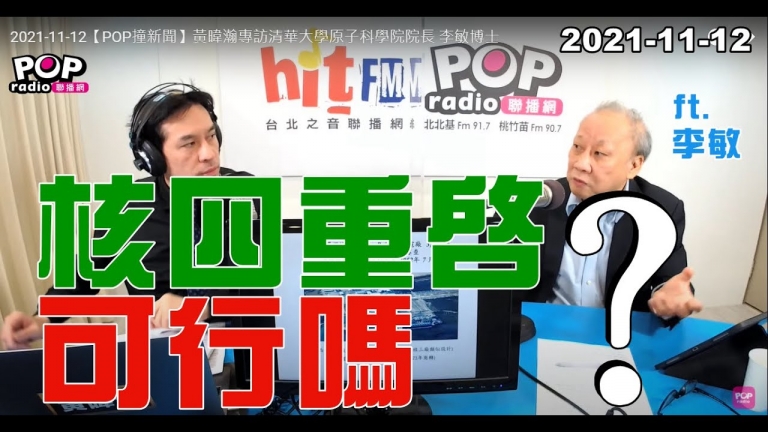 2021-11-12【POP撞新聞】黃暐瀚專訪清華大學原子科學院院長 李敏博士
2021-11-12
POP
radio 聯播網
hit FM
POP
radio 聯播網
台北之音聯播網
北北基 Fm 91.7 桃竹苗 Fm 90.7
ft.
李敏
核四重啓
可行嗎?
POP
radio